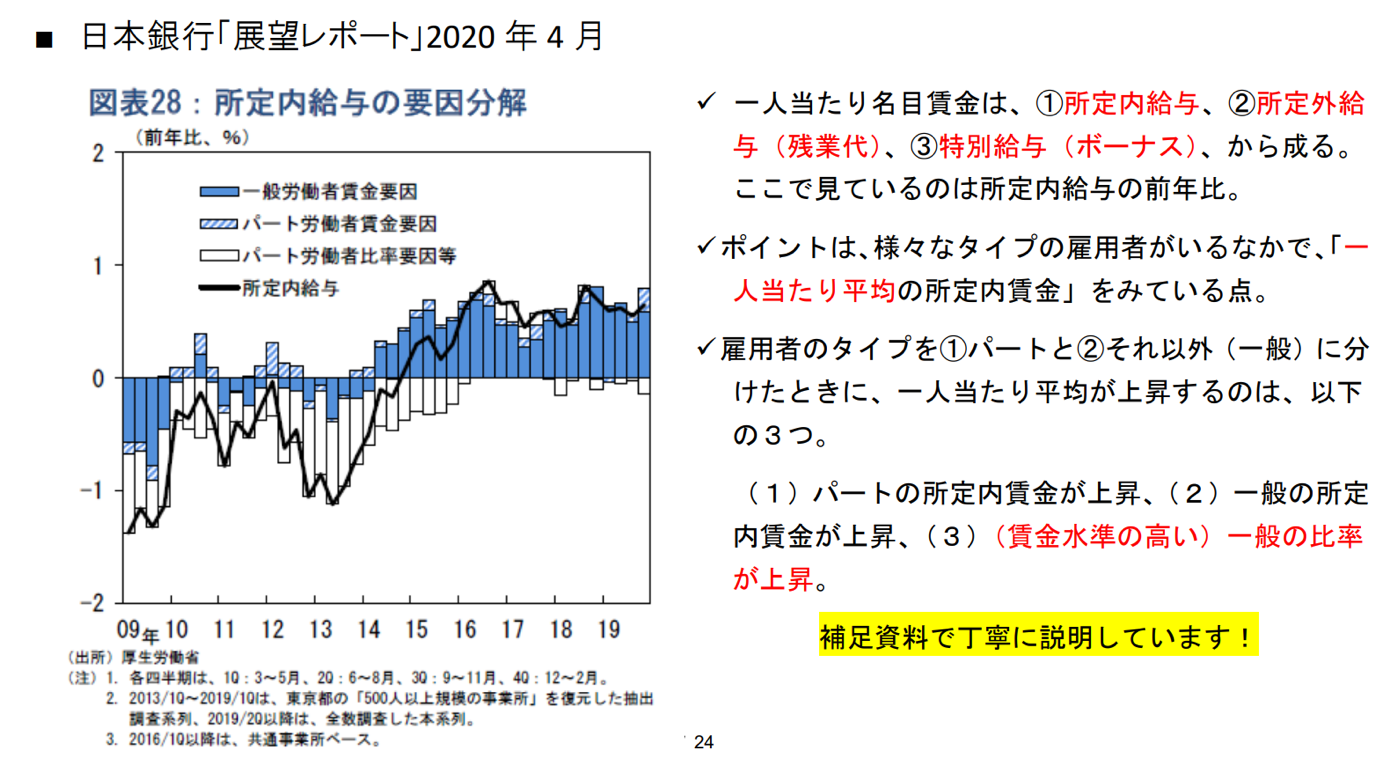 ■ 日本銀行「展望レポート」2020 年 4 月
図表28：所定内給与の要因分解
（前年比、％）
2
1
0
-1
-2
一般労働者賃金要因
パート労働者賃金要因
パート労働者比率要因等
所定内給与
09年 10 11 12 13 14 15 16 17 18 19
（出所）厚生労働省
（注）1. 各四半期は、1Q：3～5月、2Q：6～8月、3Q：9～11月、4Q：12～2月。
2. 2013/1Q～2019/1Qは、東京都の「500人以上規模の事業所」を復元した抽出
調査系列、2019/2Q以降は、全数調査した本系列。
3. 2016/1Q以降は、共通事業所ベース。
✓ 一人当たり名目賃金は、①所定内給与、②所定外給
与（残業代）、③特別給与（ボーナス）、から成る。
ここで見ているのは所定内給与の前年比。
✓ポイントは、様々なタイプの雇用者がいるなかで、「一
人当たり平均の所定内賃金」をみている点。
✓雇用者のタイプを①パートと②それ以外（一般）に分
けたときに、一人当たり平均が上昇するのは、以下
の３つ。
（１）パートの所定内賃金が上昇、（２）一般の所定
内賃金が上昇、（３）（賃金水準の高い）一般の比率
が上昇。
補足資料で丁寧に説明しています！
24